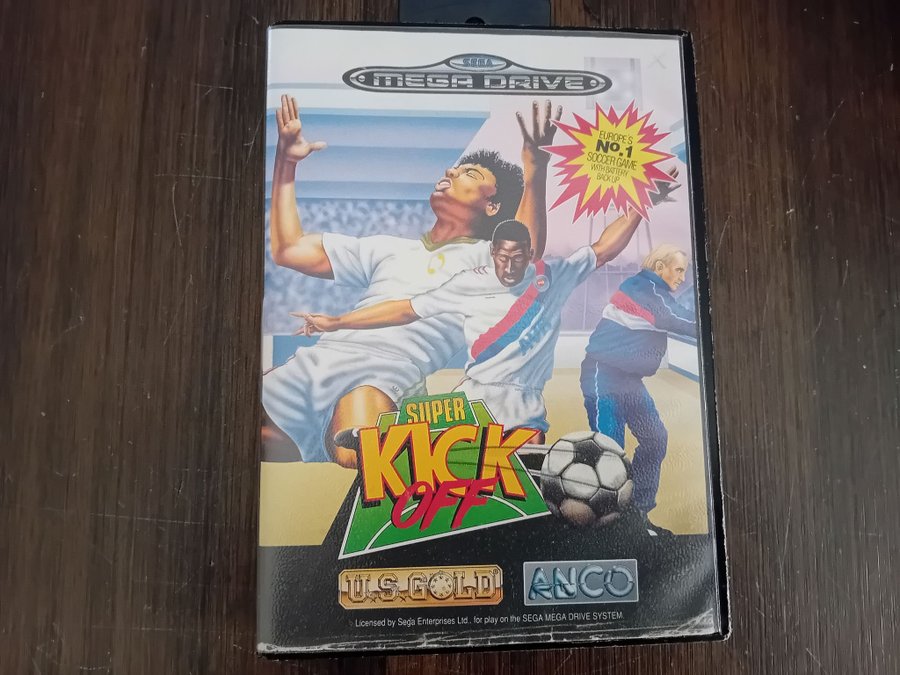 SEGA
MEGA DRIVE
EUROPE'S
No.1
SOCCER GAME
WITH BATTERY
BACK UP
SUPER
KICK
OFF
U.S. GOLD
ANCO
Licensed by Sega Enterprises Ltd., for play on the SEGA MEGA DRIVE SYSTEM.